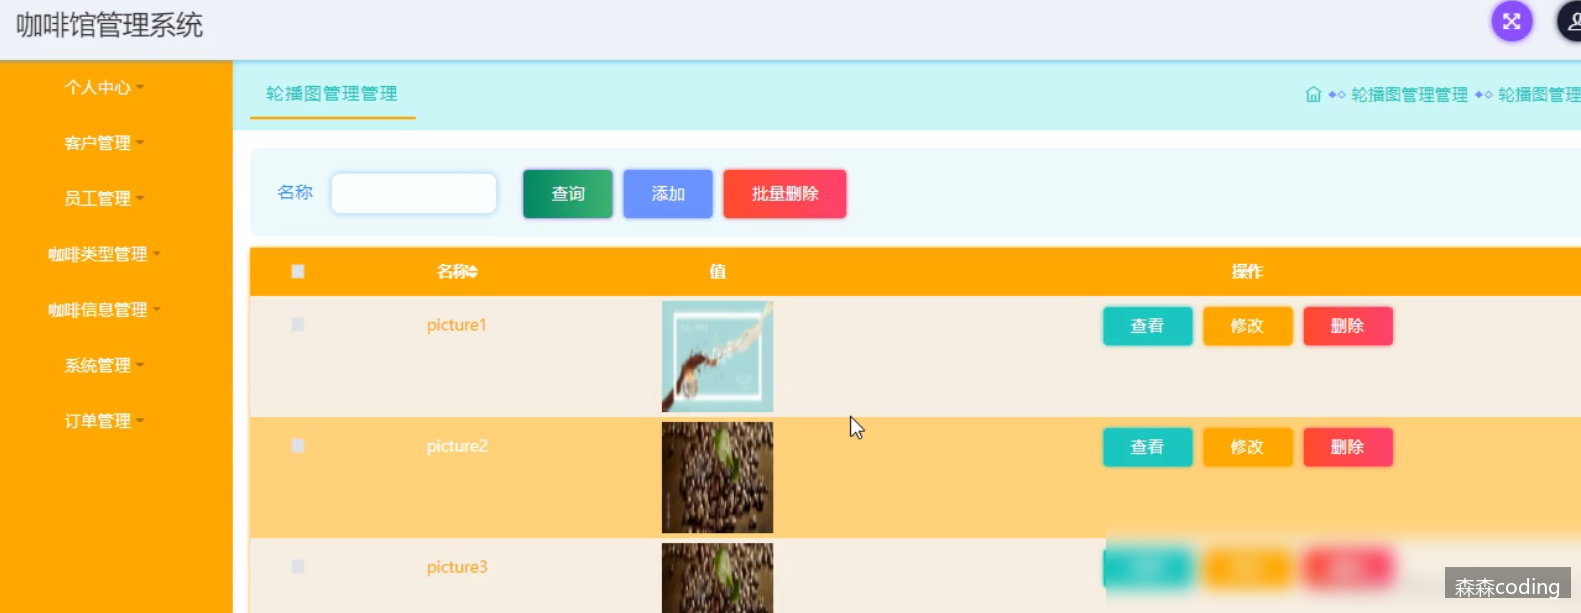 咖啡馆管理系统
个人中心
客户管理
员工管理
咖啡类型管理
咖啡信息管理
系统管理
订单管理
轮播图管理管理
轮播图管理管理 轮播图管理
名称 查询 添加 批量删除
名称 值 操作
picture1 查看 修改 删除
picture2 查看 修改 删除
picture3
森森coding